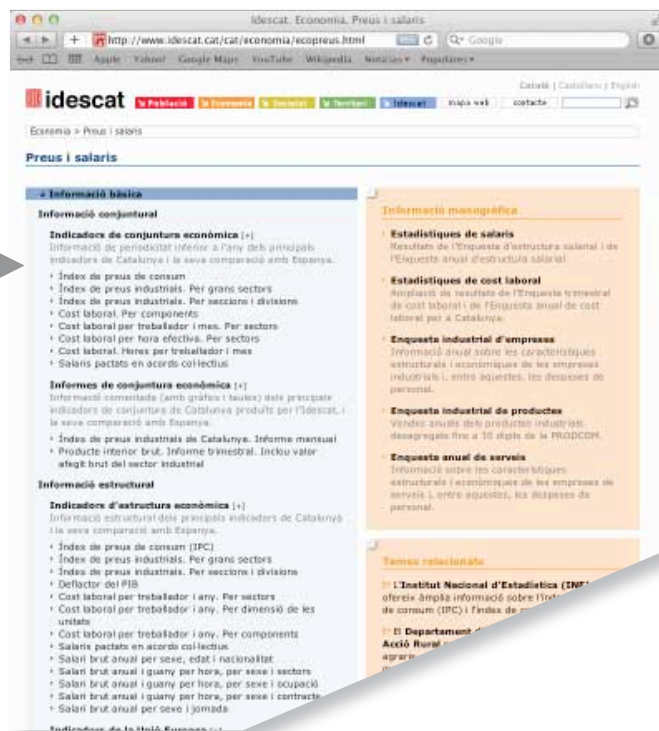 idescat: Economia. Preus i salaris
http://www.idescat.cat/cat/economia/ecopreus.html
Google
Apple Yahoo! Google Maps YouTube Wikipedia Notícies Populares
Català | Castellano | English
idescat Població Economia Societat Territori Idescat mapa web contacte
Economia > Preus i salaris
Preus i salaris
Informació bàsica
Informació conjuntural
Indicadors de conjuntura econòmica [+]
Informació de periodicitat inferior a l'any dels principals
indicadors de Catalunya i la seva comparació amb Espanya.
Índex de preus de consum
Índex de preus industrials. Per grans sectors
Índex de preus industrials. Per seccions i divisions
Cost laboral. Per components
Cost laboral per treballador i mes. Per sectors
Cost laboral per hora efectiva. Per sectors
Cost laboral. Hores per treballador i mes
Salaris pactats en acords col·lectius
Informes de conjuntura econòmica [+]
Informació comentada (amb gràfics i taules) dels principals
indicadors de conjuntura de Catalunya produïts per l'Idescat, i
la seva comparació amb Espanya.
Índex de preus industrials de Catalunya. Informe mensual
Producte interior brut. Informe trimestral. Inclou valor
afegit brut del sector industrial
Informació estructural
Indicadors d'estructura econòmica [+]
Informació estructural dels principals indicadors de Catalunya
i la seva comparació amb Espanya.
Índex de preus de consum (IPC)
Índex de preus industrials. Per grans sectors
Índex de preus industrials. Per seccions i divisions
Deflactor del PIB
Cost laboral per treballador i any. Per sectors
Cost laboral per treballador i any. Per dimensió de les
unitats
Cost laboral per treballador i any. Per components
Salaris pactats en acords col·lectius
Salari brut anual per sexe, edat i nacionalitat
Salari brut anual i guany per hora, per sexe i sectors
Salari brut anual i guany per hora, per sexe i ocupació
Salari brut anual i guany per hora, per sexe i contracte
Salari brut anual per sexe i jornada
Indicadors de la Unió Europea [+]
Informació monogràfica
Estadístiques de salaris
Resultats de l'Enquesta d'estructura salarial i de
l'Enquesta anual d'estructura salarial.
Estadístiques de cost laboral
Ampliació de resultats de l'Enquesta trimestral
de cost laboral i de l'Enquesta anual de cost
laboral per a Catalunya.
Enquesta industrial d'empreses
Informació anual sobre les característiques
estructurals i econòmiques de les empreses
industrials i, entre aquestes, les despeses de
personal.
Enquesta industrial de productes
Vendes anuals dels productes industrials
desagregats fins a 10 dígits de la PRODCOM.
Enquesta anual de serveis
Informació sobre les característiques
estructurals i econòmiques de les empreses de
serveis i, entre aquestes, les despeses de
personal.
Temes relacionats
L'Institut Nacional d'Estadística (INE)
ofereix àmplia informació sobre l'índ
de consum (IPC) i l'índex de
El Departament d
Acció Rural
agraris